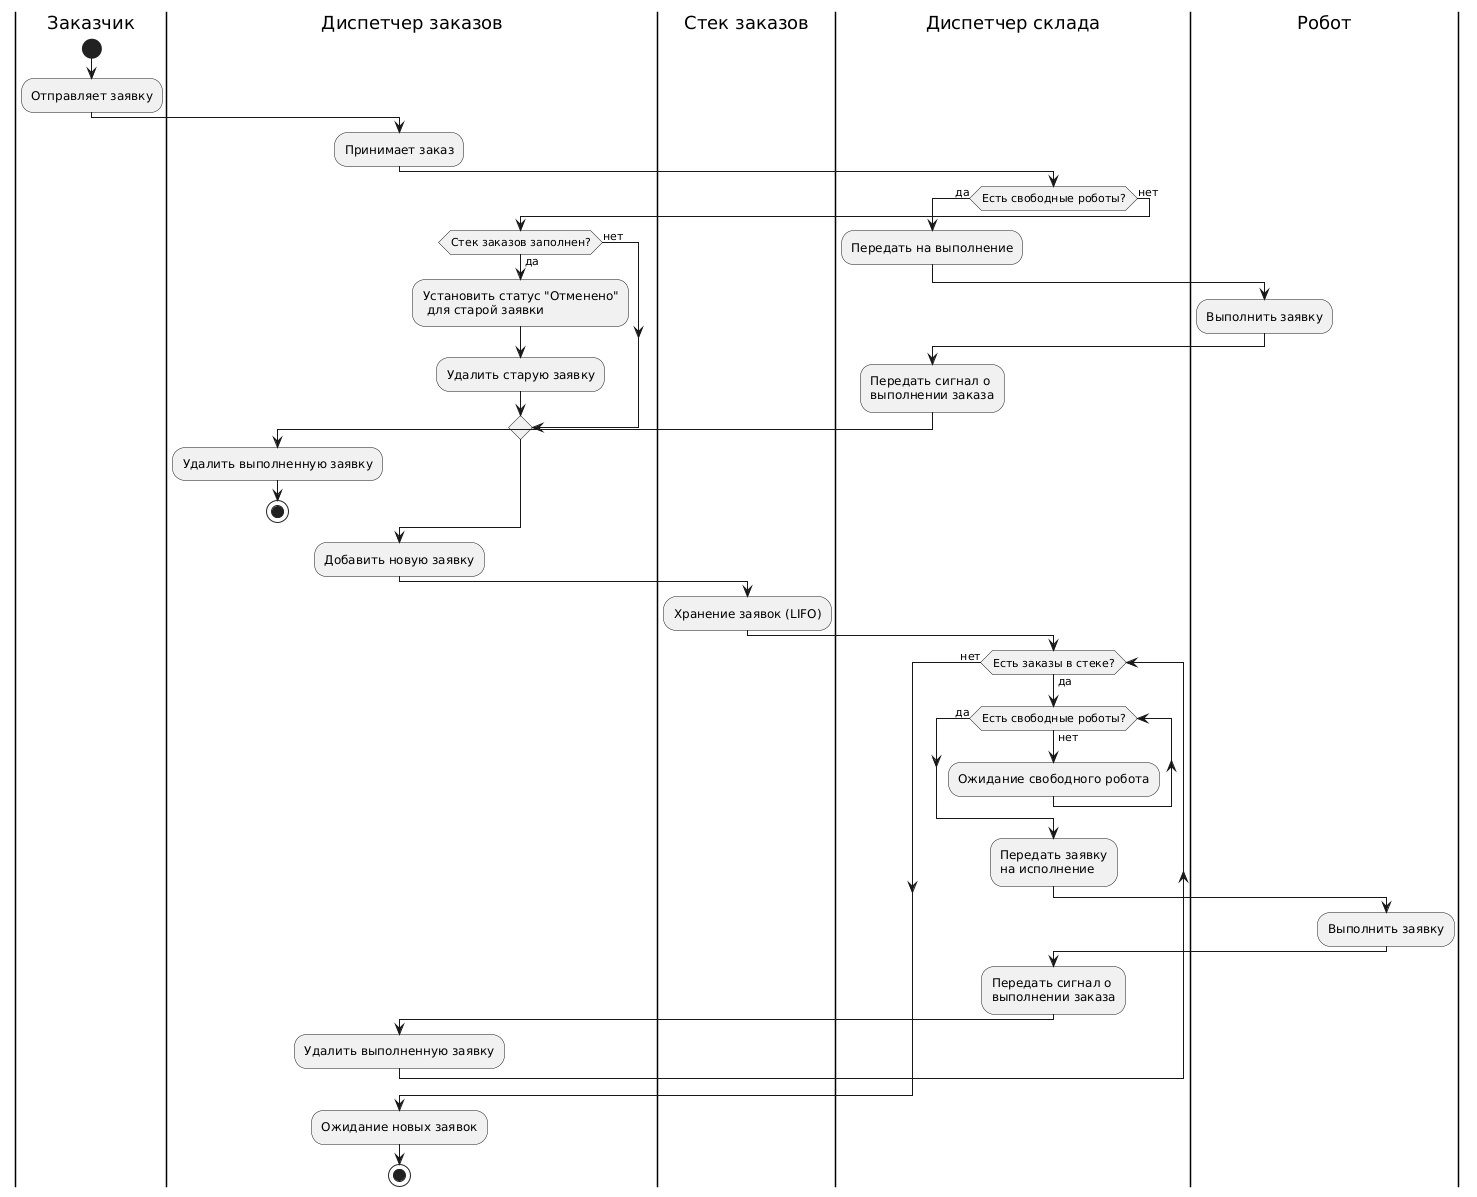 Заказчик
Диспетчер заказов
Стек заказов
Диспетчер склада
Робот
Отправляет заявку
Принимает заказ
да
Есть свободные роботы?
нет
Стек заказов заполнен?
нет
да
Передать на выполнение
Установить статус "Отменено"
для старой заявки
Выполнить заявку
Удалить старую заявку
Передать сигнал о
выполнении заказа
Удалить выполненную заявку
Добавить новую заявку
Хранение заявок (LIFO)
нет
Есть заказы в стеке?
да
да
Есть свободные роботы?
нет
Ожидание свободного робота
Передать заявку
на исполнение
Выполнить заявку
Передать сигнал о
выполнении заказа
Удалить выполненную заявку
Ожидание новых заявок